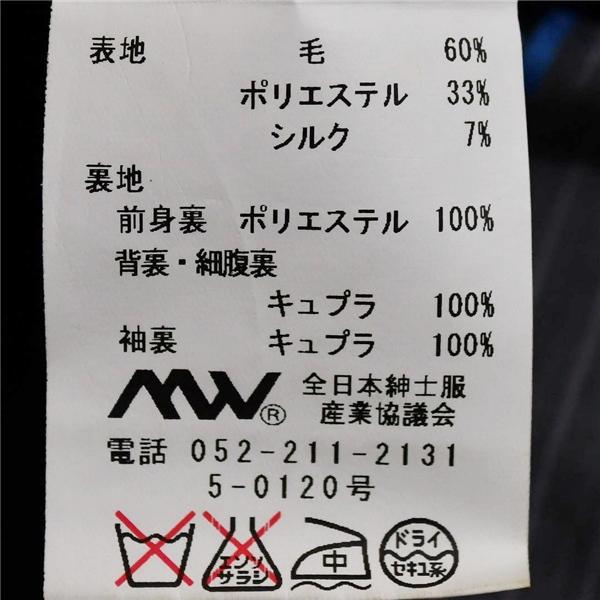 表地 毛 60%
ポリエステル 33%
シルク 7%
裏地
前身裏 ポリエステル 100%
背裏・細腹裏
キュプラ 100%
袖裏 キュプラ 100%
MW® 全日本紳士服
産業協議会
電話 052-211-2131
5-0120号
エンソ
サラシ
中
ドライ
セキユ系